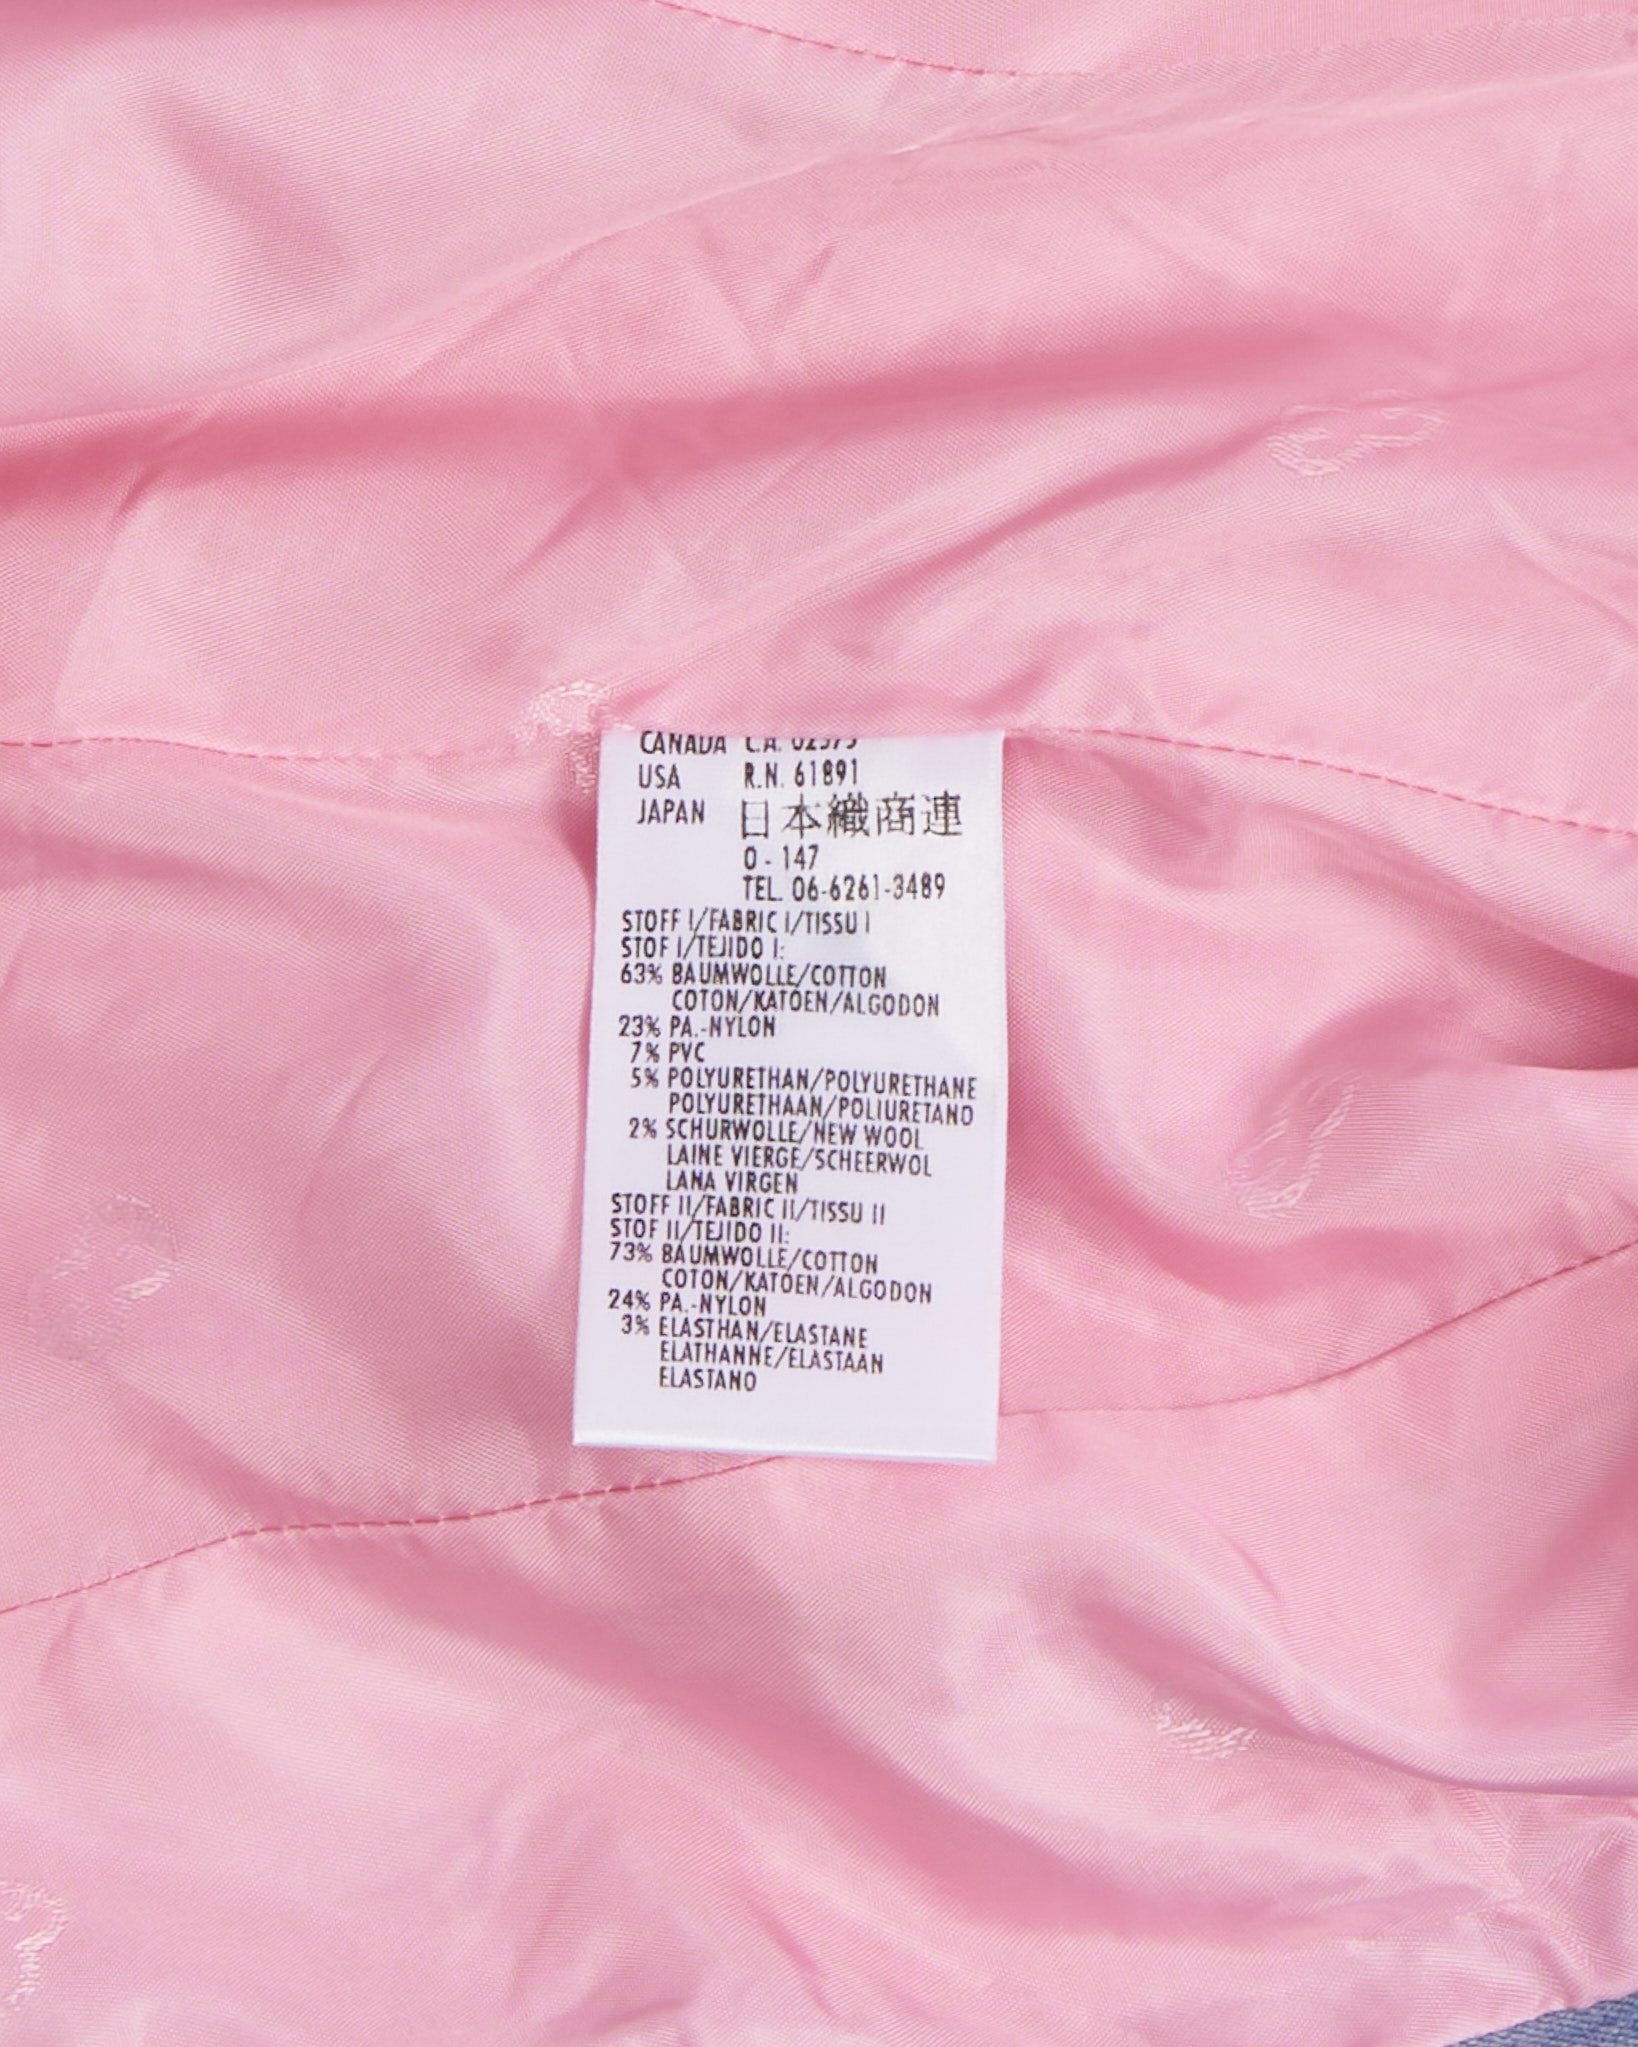 CANADA C.A. 02575
USA R.N. 61891
JAPAN 日本織商連
0 - 147
TEL. 06-6261-3489
STOFF I/FABRIC I/TISSU I
STOF I/TEJIDO I:
63% BAUMWOLLE/COTTON
COTON/KATOEN/ALGODON
23% PA.-NYLON
7% PVC
5% POLYURETHAN/POLYURETHANE
POLYURETHAAN/POLIURETANO
2% SCHURWOLLE/NEW WOOL
LAINE VIERGE/SCHEERWOL
LANA VIRGEN
STOFF II/FABRIC II/TISSU II
STOF II/TEJIDO II:
73% BAUMWOLLE/COTTON
COTON/KATOEN/ALGODON
24% PA.-NYLON
3% ELASTHAN/ELASTANE
ELATHANNE/ELASTAAN
ELASTANO